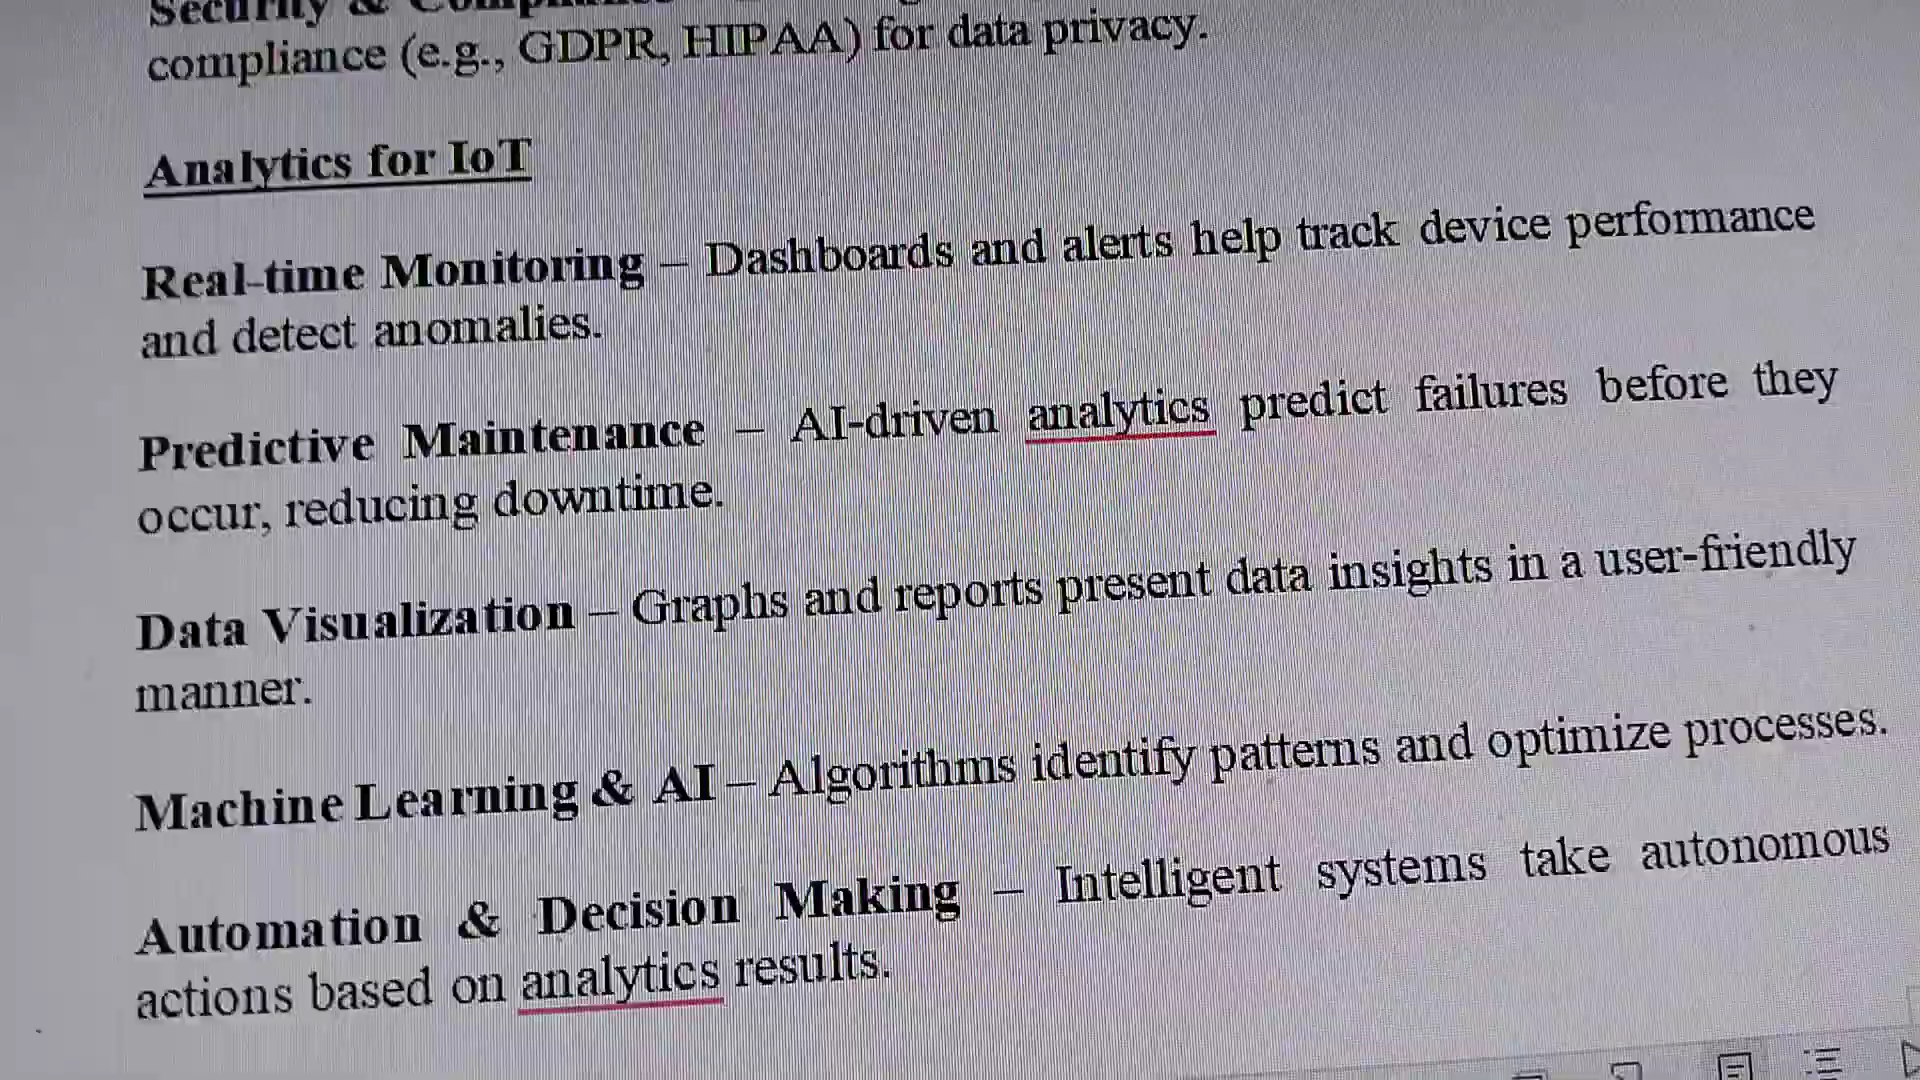 Security &
compliance (e.g., GDPR, HIPAA) for data privacy.
Analytics for IoT
Real-time Monitoring – Dashboards and alerts help track device performance
and detect anomalies.
Predictive Maintenance – AI-driven analytics predict failures before they
occur, reducing downtime.
Data Visualization – Graphs and reports present data insights in a user-friendly
manner.
Machine Learning & AI – Algorithms identify patterns and optimize processes.
Automation & Decision Making – Intelligent systems take autonomous
actions based on analytics results.